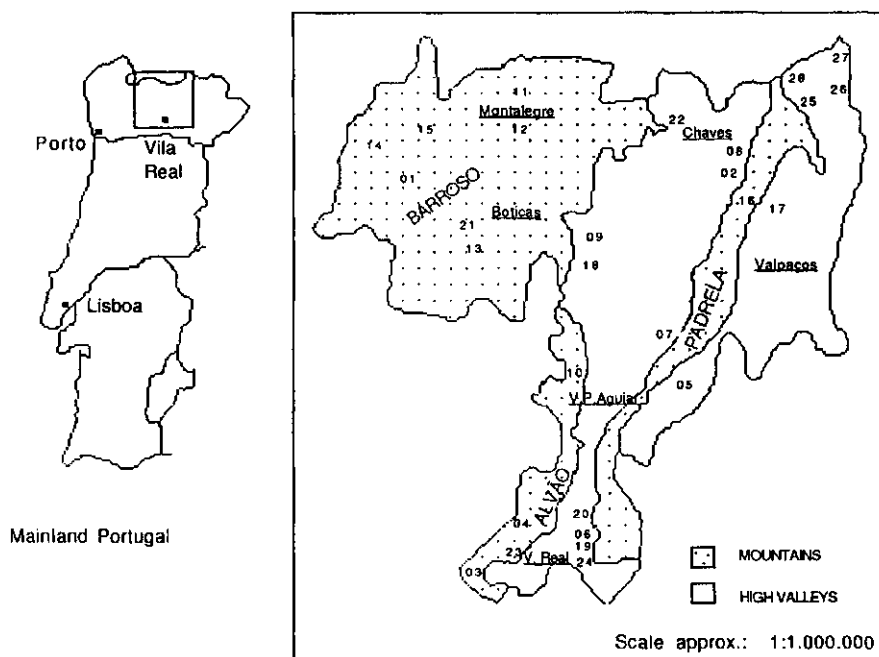 Porto
Vila
Real
Lisboa
Mainland Portugal
27
28
11
26
25
Montalegre
22
Chaves
15
12
14
08
01
02
BARROSO
16
17
Boticas
21
09
13
18
Valpaços
PADRELA
07
10
05
V.P.Aguiar
ALVÃO
20
04
06
19
23
V. Real
24
03
MOUNTAINS
HIGH VALLEYS
Scale approx.: 1:1.000.000